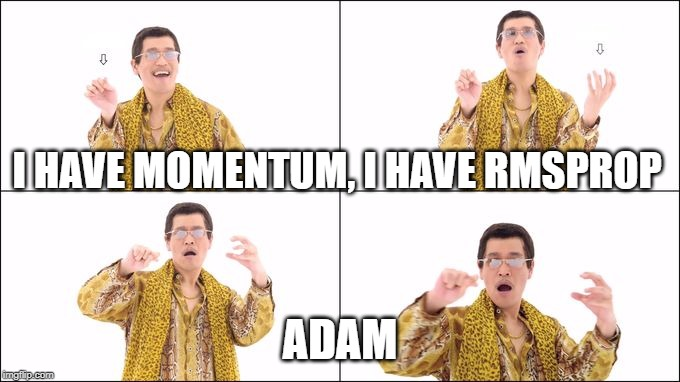 I HAVE MOMENTUM, I HAVE RMSPROP
ADAM
imgflip.com